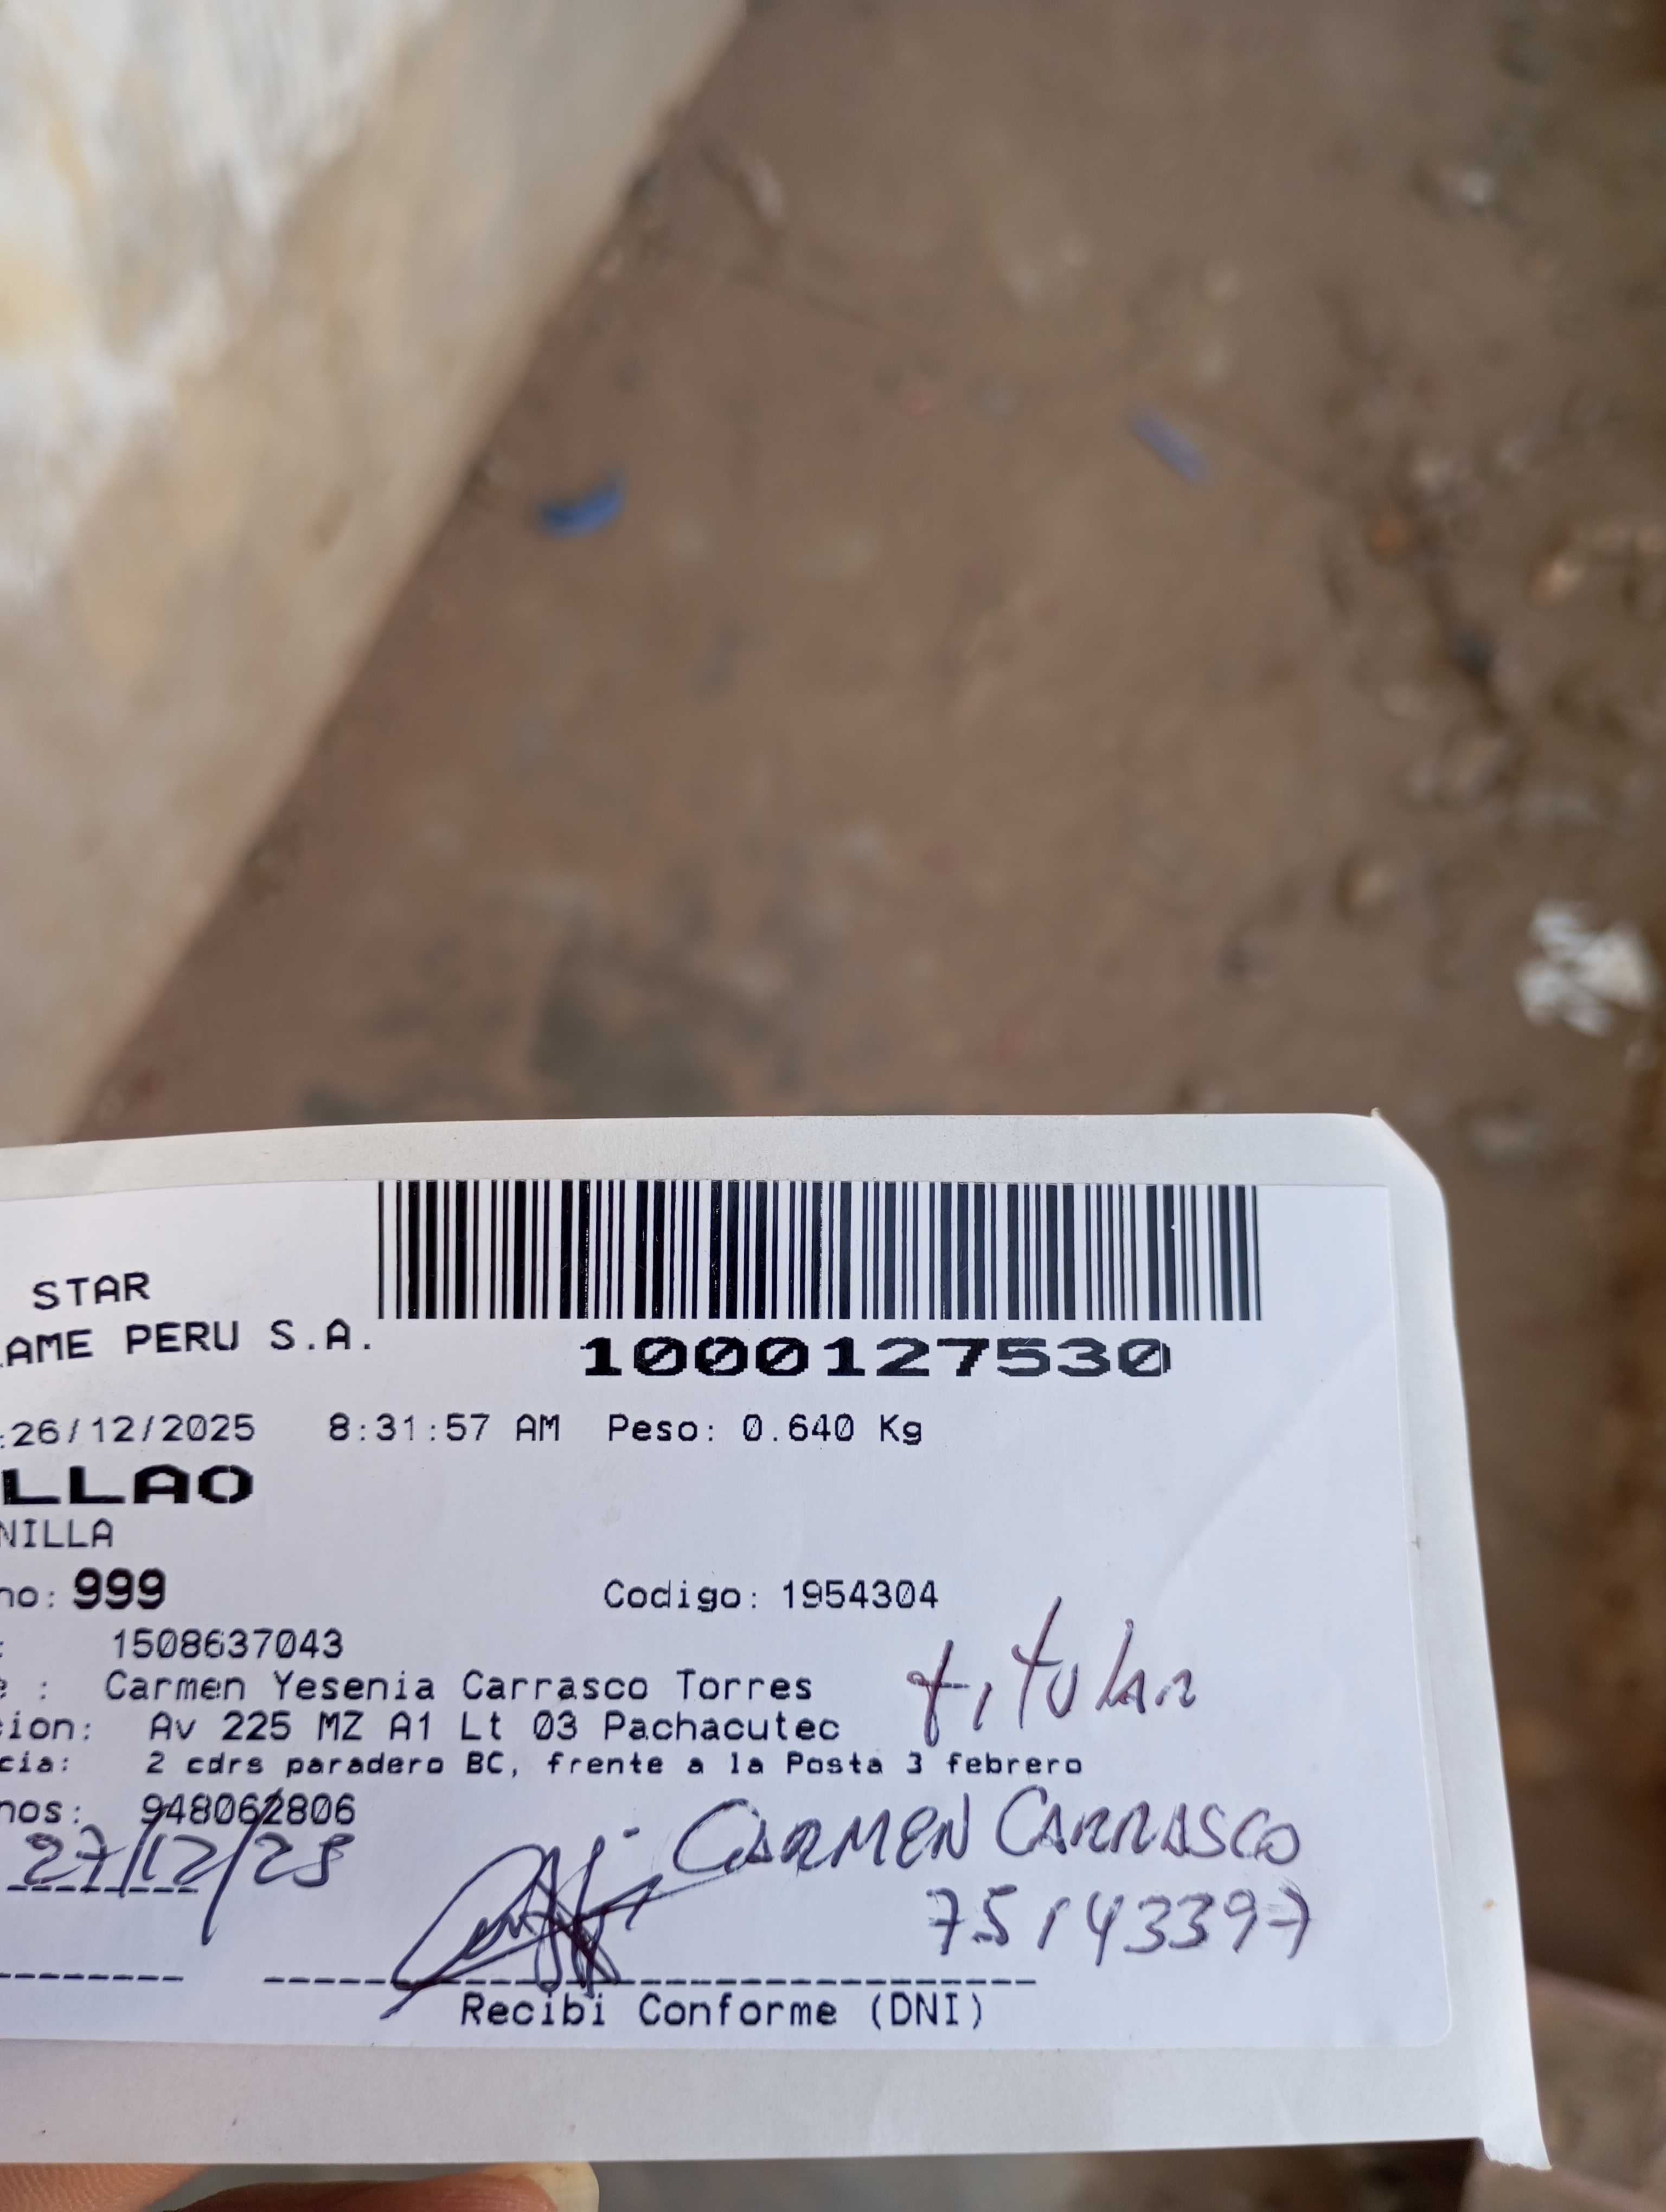 STAR
AME PERU S.A.
1000127530
:26/12/2025 8:31:57 AM Peso: 0.640 Kg
LLAO
NILLA
no: 999 Codigo: 1954304
: 1508637043
e : Carmen Yesenia Carrasco Torres
titular
cion: Av 225 MZ A1 Lt 03 Pachacutec
cia: 2 cdrs paradero BC, frente a la Posta 3 febrero
nos: 948062806
27/12/25
CARMEN CARRASCO
75143397
Recibi Conforme (DNI)